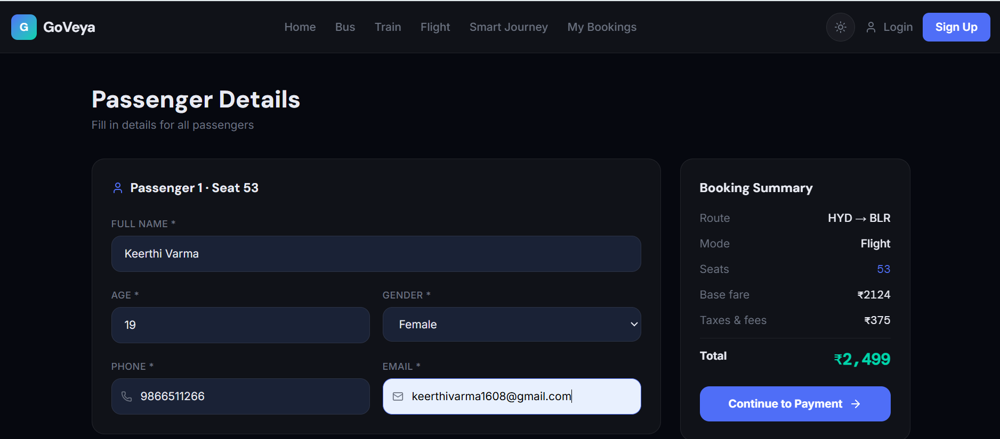 G GoVeya Home Bus Train Flight Smart Journey My Bookings Login Sign Up
Passenger Details
Fill in details for all passengers
Passenger 1 · Seat 53
FULL NAME *
Keerthi Varma
AGE * GENDER *
19 Female
PHONE * EMAIL *
9866511266 keerthivarma1608@gmail.com
Booking Summary
Route HYD → BLR
Mode Flight
Seats 53
Base fare ₹2124
Taxes & fees ₹375
Total ₹2,499
Continue to Payment →